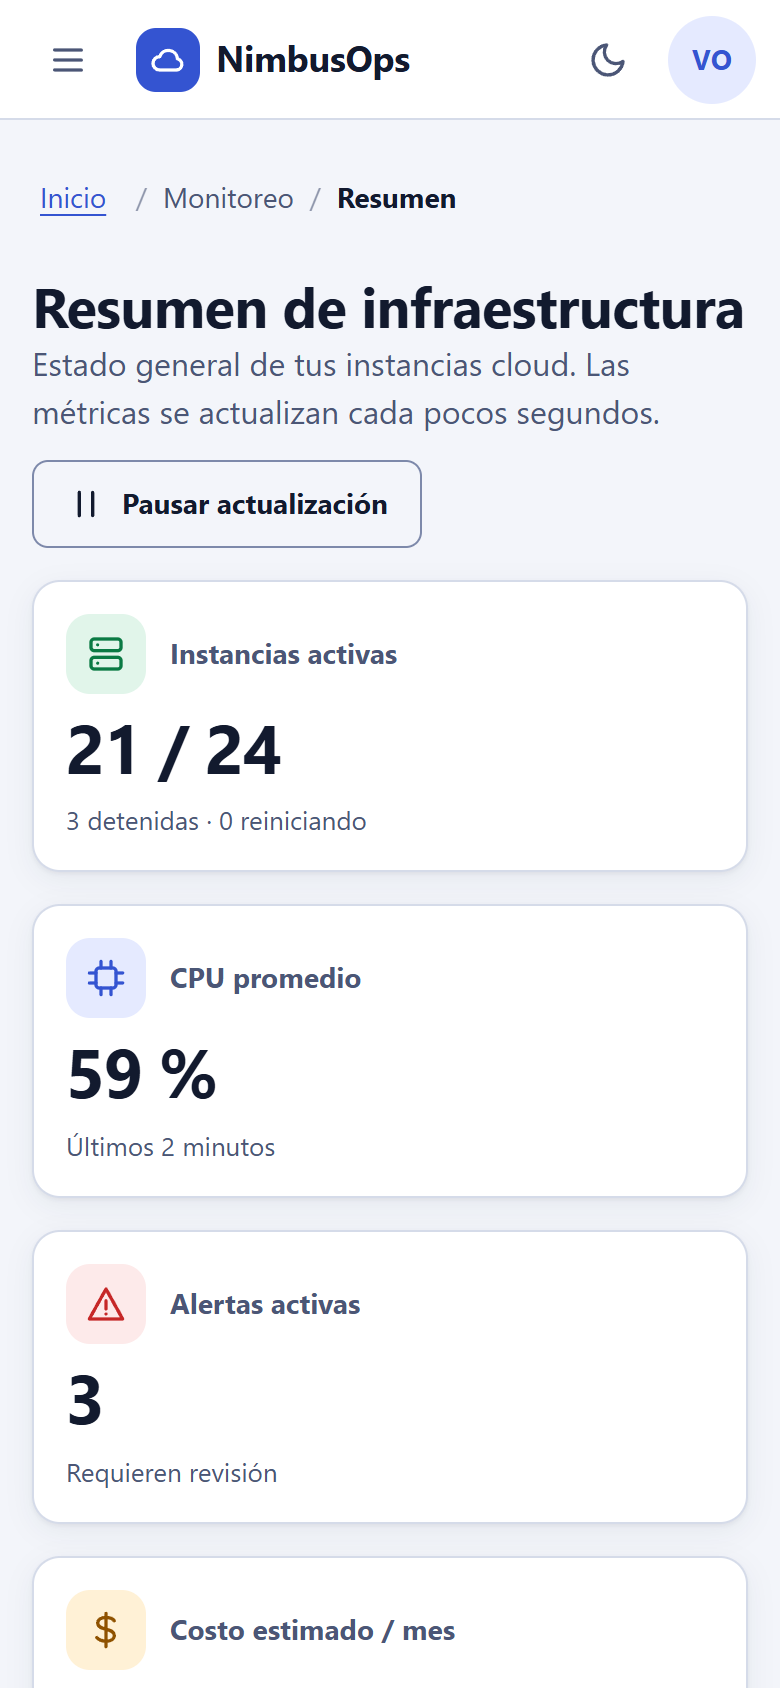 NimbusOps
VO
Inicio / Monitoreo / Resumen
Resumen de infraestructura
Estado general de tus instancias cloud. Las
métricas se actualizan cada pocos segundos.
Pausar actualización
Instancias activas
21 / 24
3 detenidas · 0 reiniciando
CPU promedio
59 %
Últimos 2 minutos
Alertas activas
3
Requieren revisión
$
Costo estimado / mes